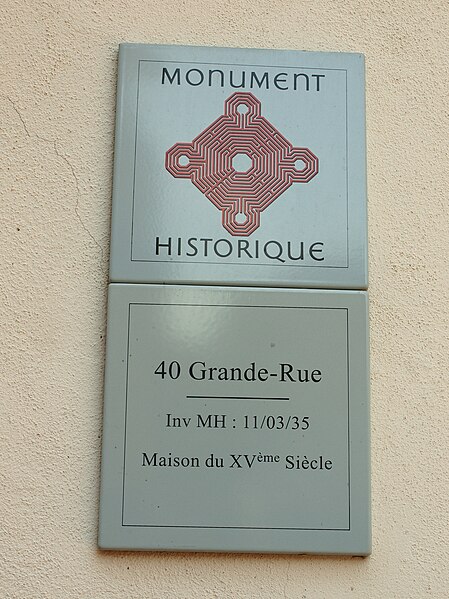 MONUMENT
HISTORIQUE
40 Grande-Rue
Inv MH : 11/03/35
Maison du XVème Siècle